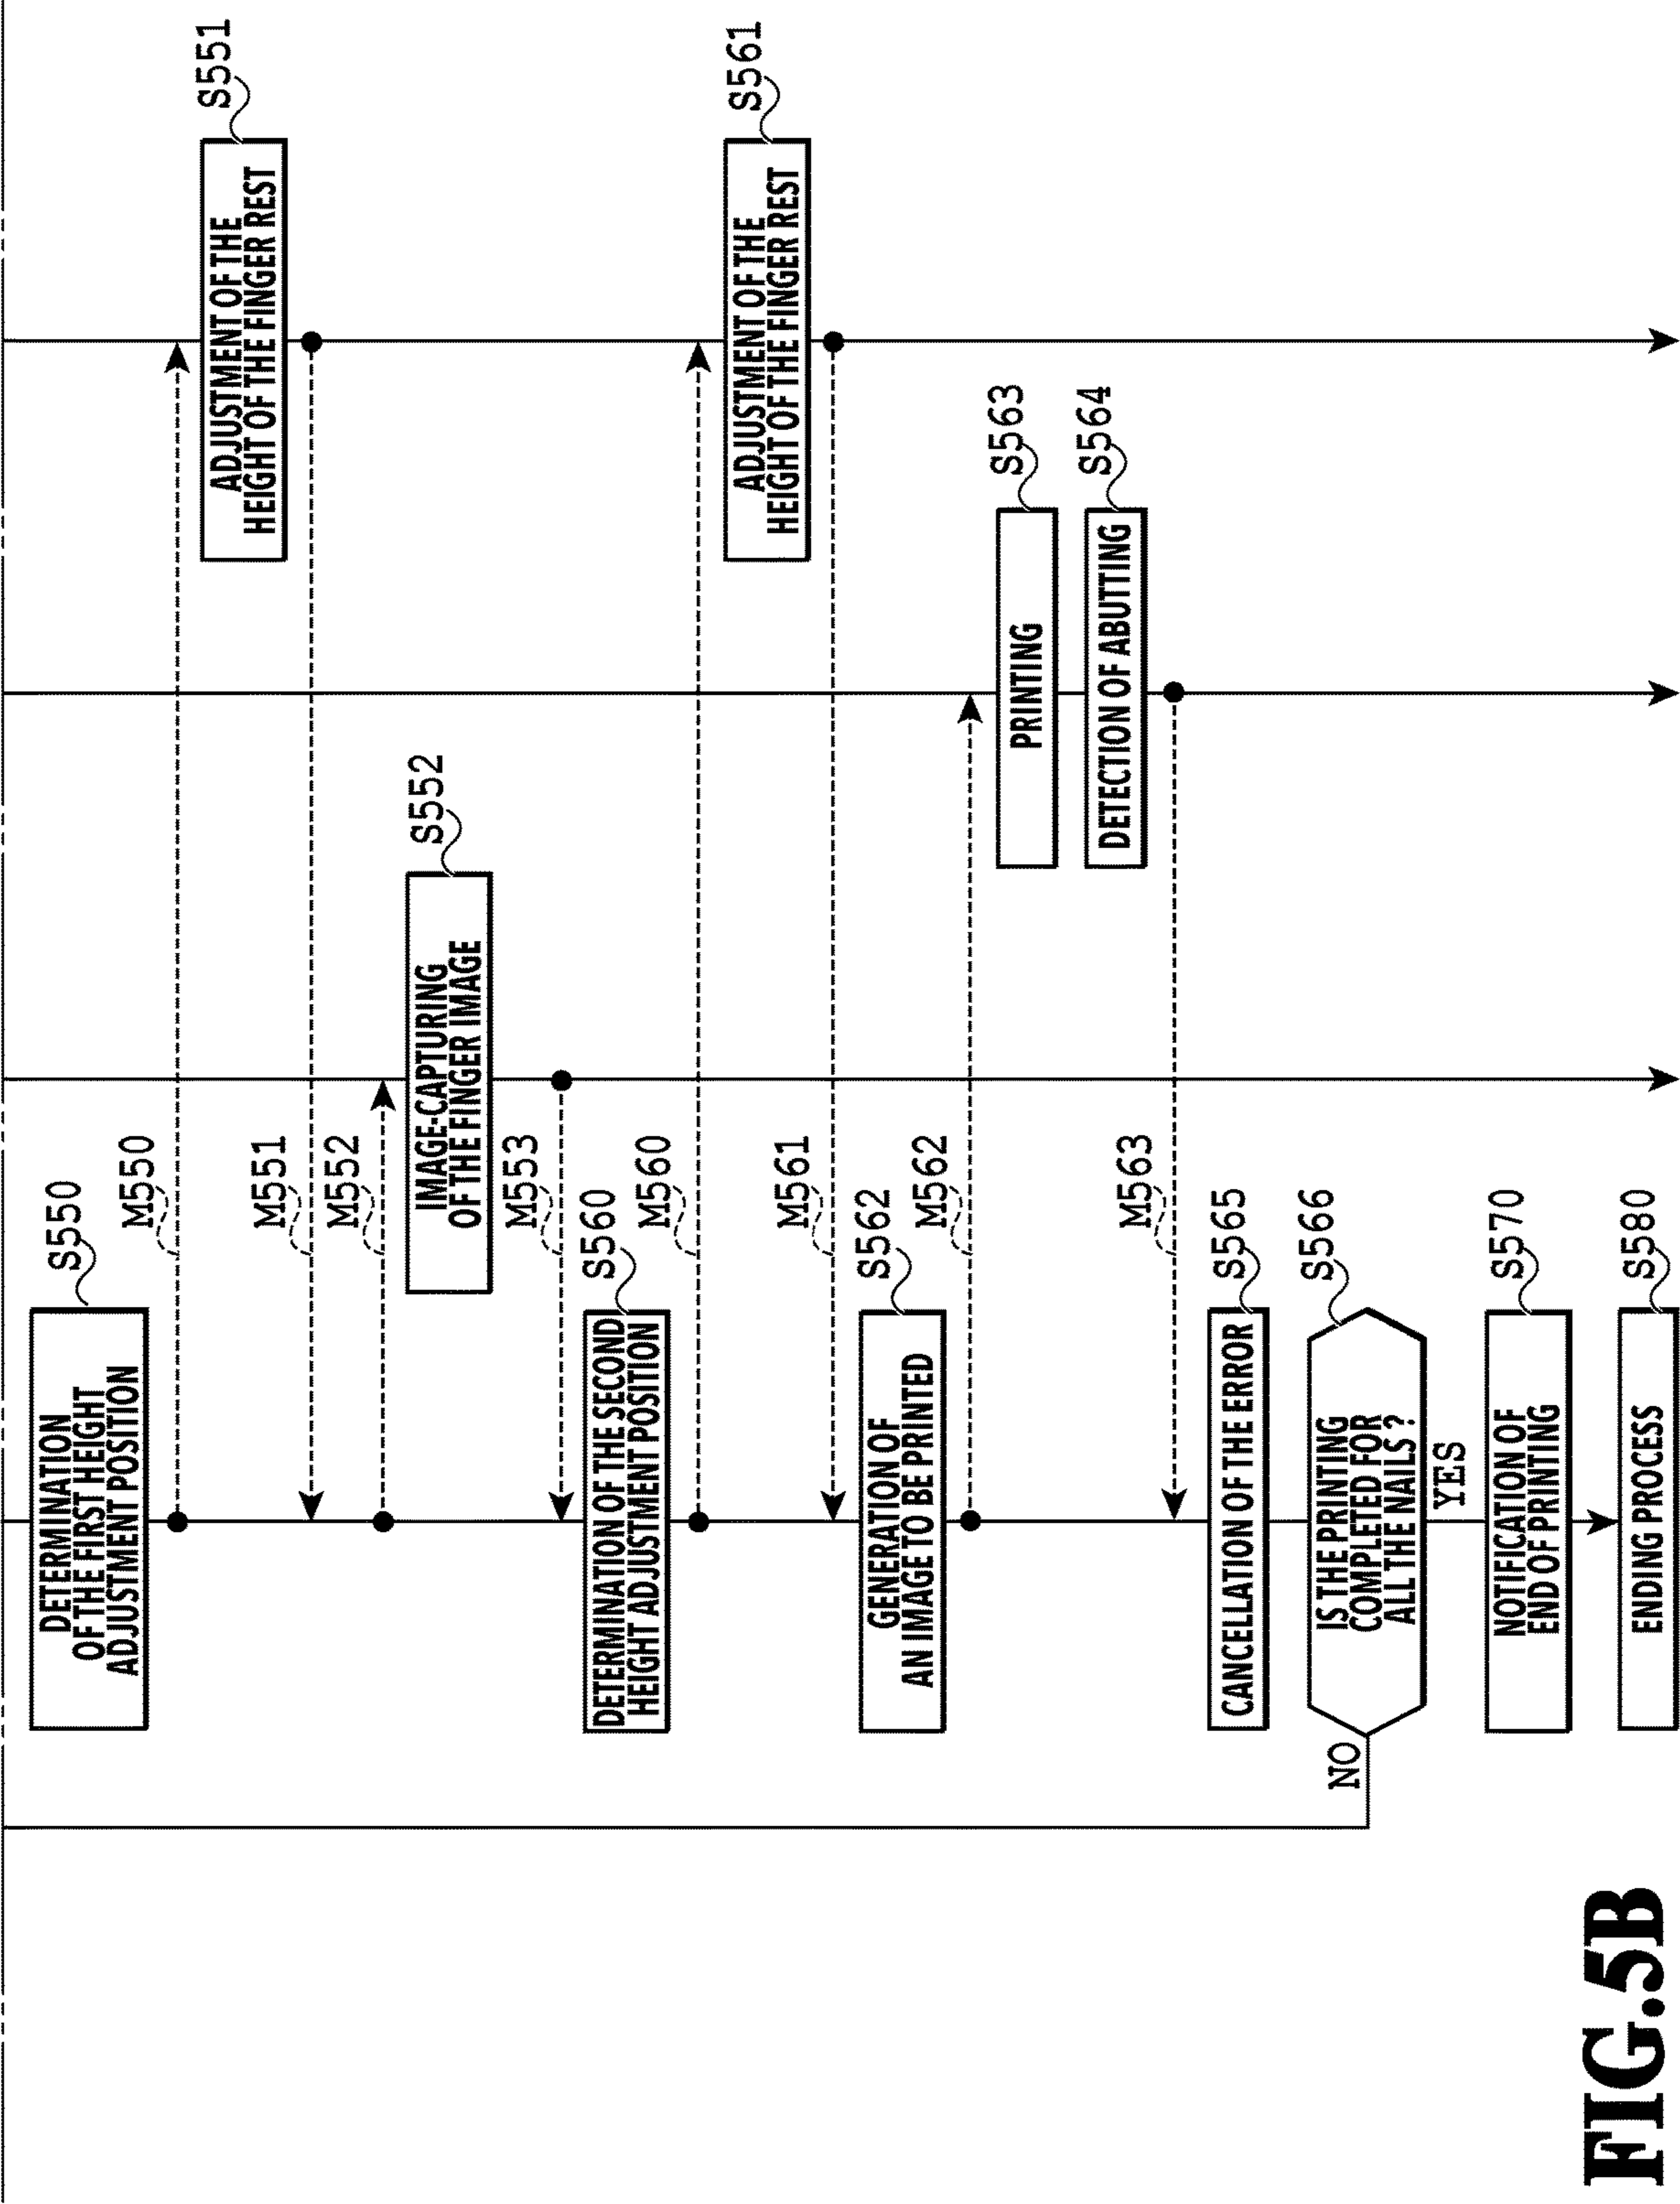 S550
DETERMINATION
OF THE FIRST HEIGHT
ADJUSTMENT POSITION
M550
S551
ADJUSTMENT OF THE
HEIGHT OF THE FINGER REST
M551
M552
S552
IMAGE-CAPTURING
OF THE FINGER IMAGE
M553
S560
DETERMINATION OF THE SECOND
HEIGHT ADJUSTMENT POSITION
M560
S561
ADJUSTMENT OF THE
HEIGHT OF THE FINGER REST
M561
S562
GENERATION OF
AN IMAGE TO BE PRINTED
M562
S563
PRINTING
S564
DETECTION OF ABUTTING
M563
S565
CANCELLATION OF THE ERROR
S566
IS THE PRINTING
COMPLETED FOR
ALL THE NAILS ?
NO
YES
S570
NOTIFICATION OF
END OF PRINTING
S580
ENDING PROCESS
FIG.5B